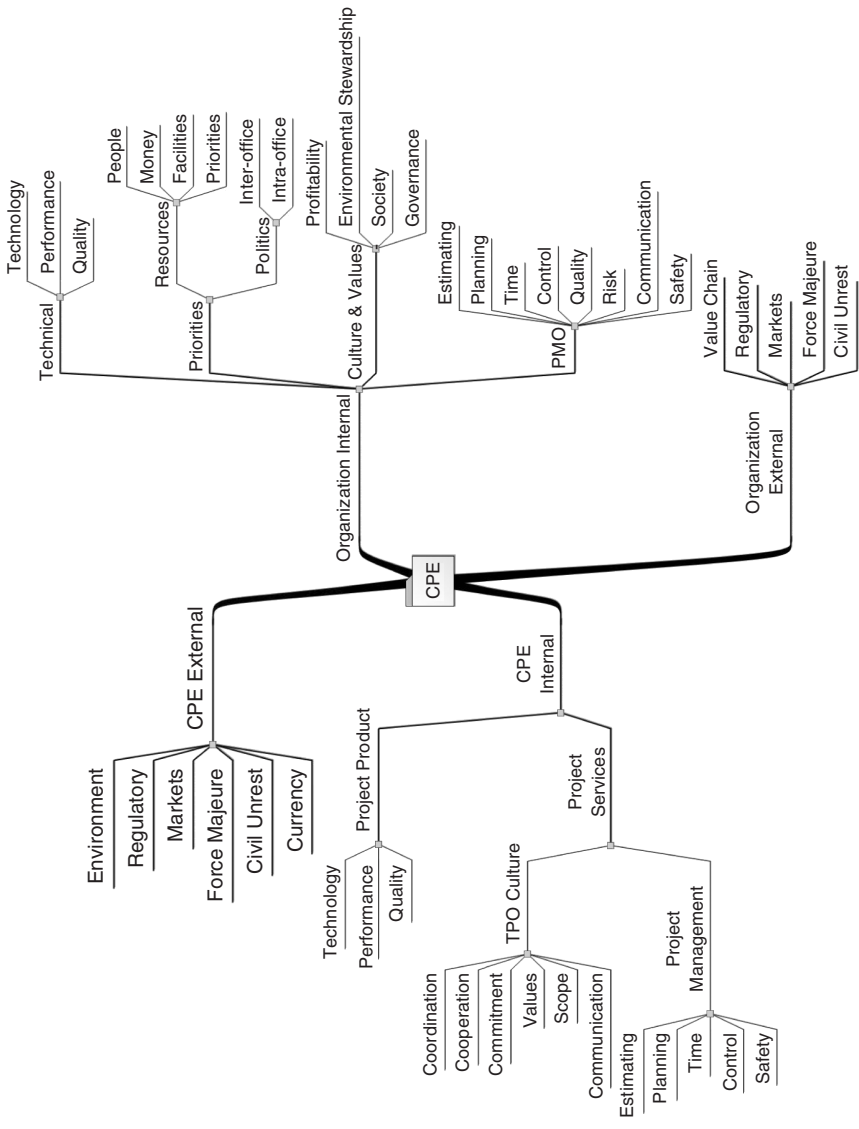 CPE
CPE External
Environment
Regulatory
Markets
Force Majeure
Civil Unrest
Currency
CPE
Internal
Project Product
Technology
Performance
Quality
Project
Services
TPO Culture
Coordination
Cooperation
Commitment
Values
Scope
Communication
Project
Management
Estimating
Planning
Time
Control
Safety
Organization Internal
Technical
Technology
Performance
Quality
Priorities
Resources
People
Money
Facilities
Priorities
Politics
Inter-office
Intra-office
Culture & Values
Profitability
Environmental Stewardship
Society
Governance
PMO
Estimating
Planning
Time
Control
Quality
Risk
Communication
Safety
Organization
External
Value Chain
Regulatory
Markets
Force Majeure
Civil Unrest